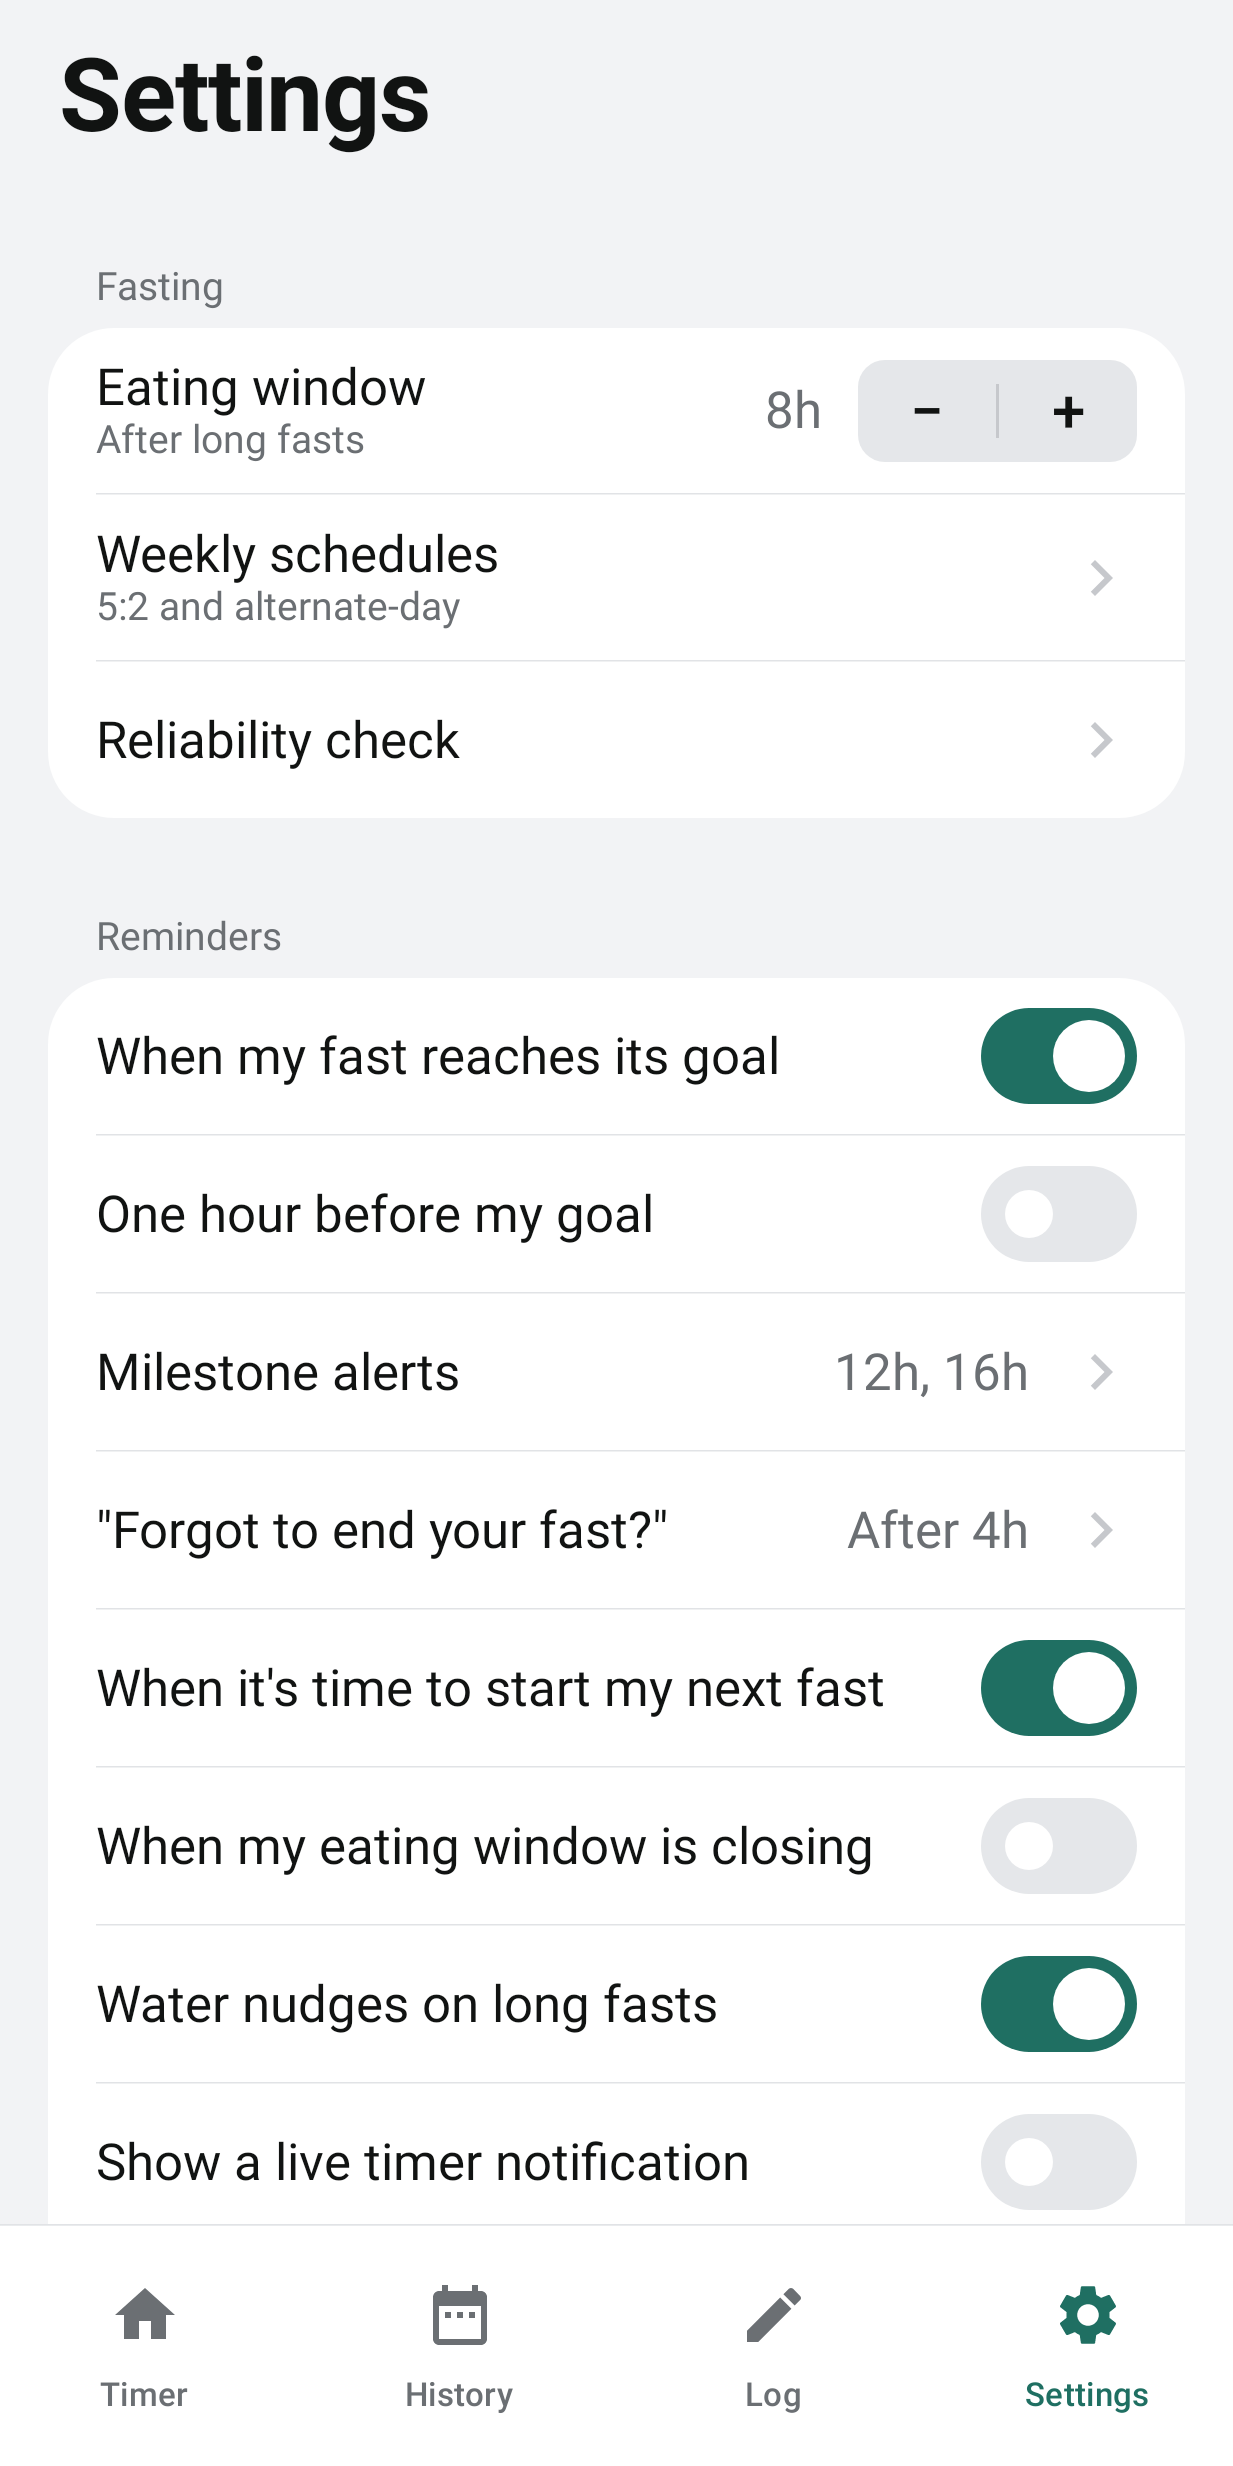 Settings
Fasting
Eating window
After long fasts
8h
−
+
Weekly schedules
5:2 and alternate-day
Reliability check
Reminders
When my fast reaches its goal
One hour before my goal
Milestone alerts
12h, 16h
"Forgot to end your fast?"
After 4h
When it's time to start my next fast
When my eating window is closing
Water nudges on long fasts
Show a live timer notification
Timer
History
Log
Settings